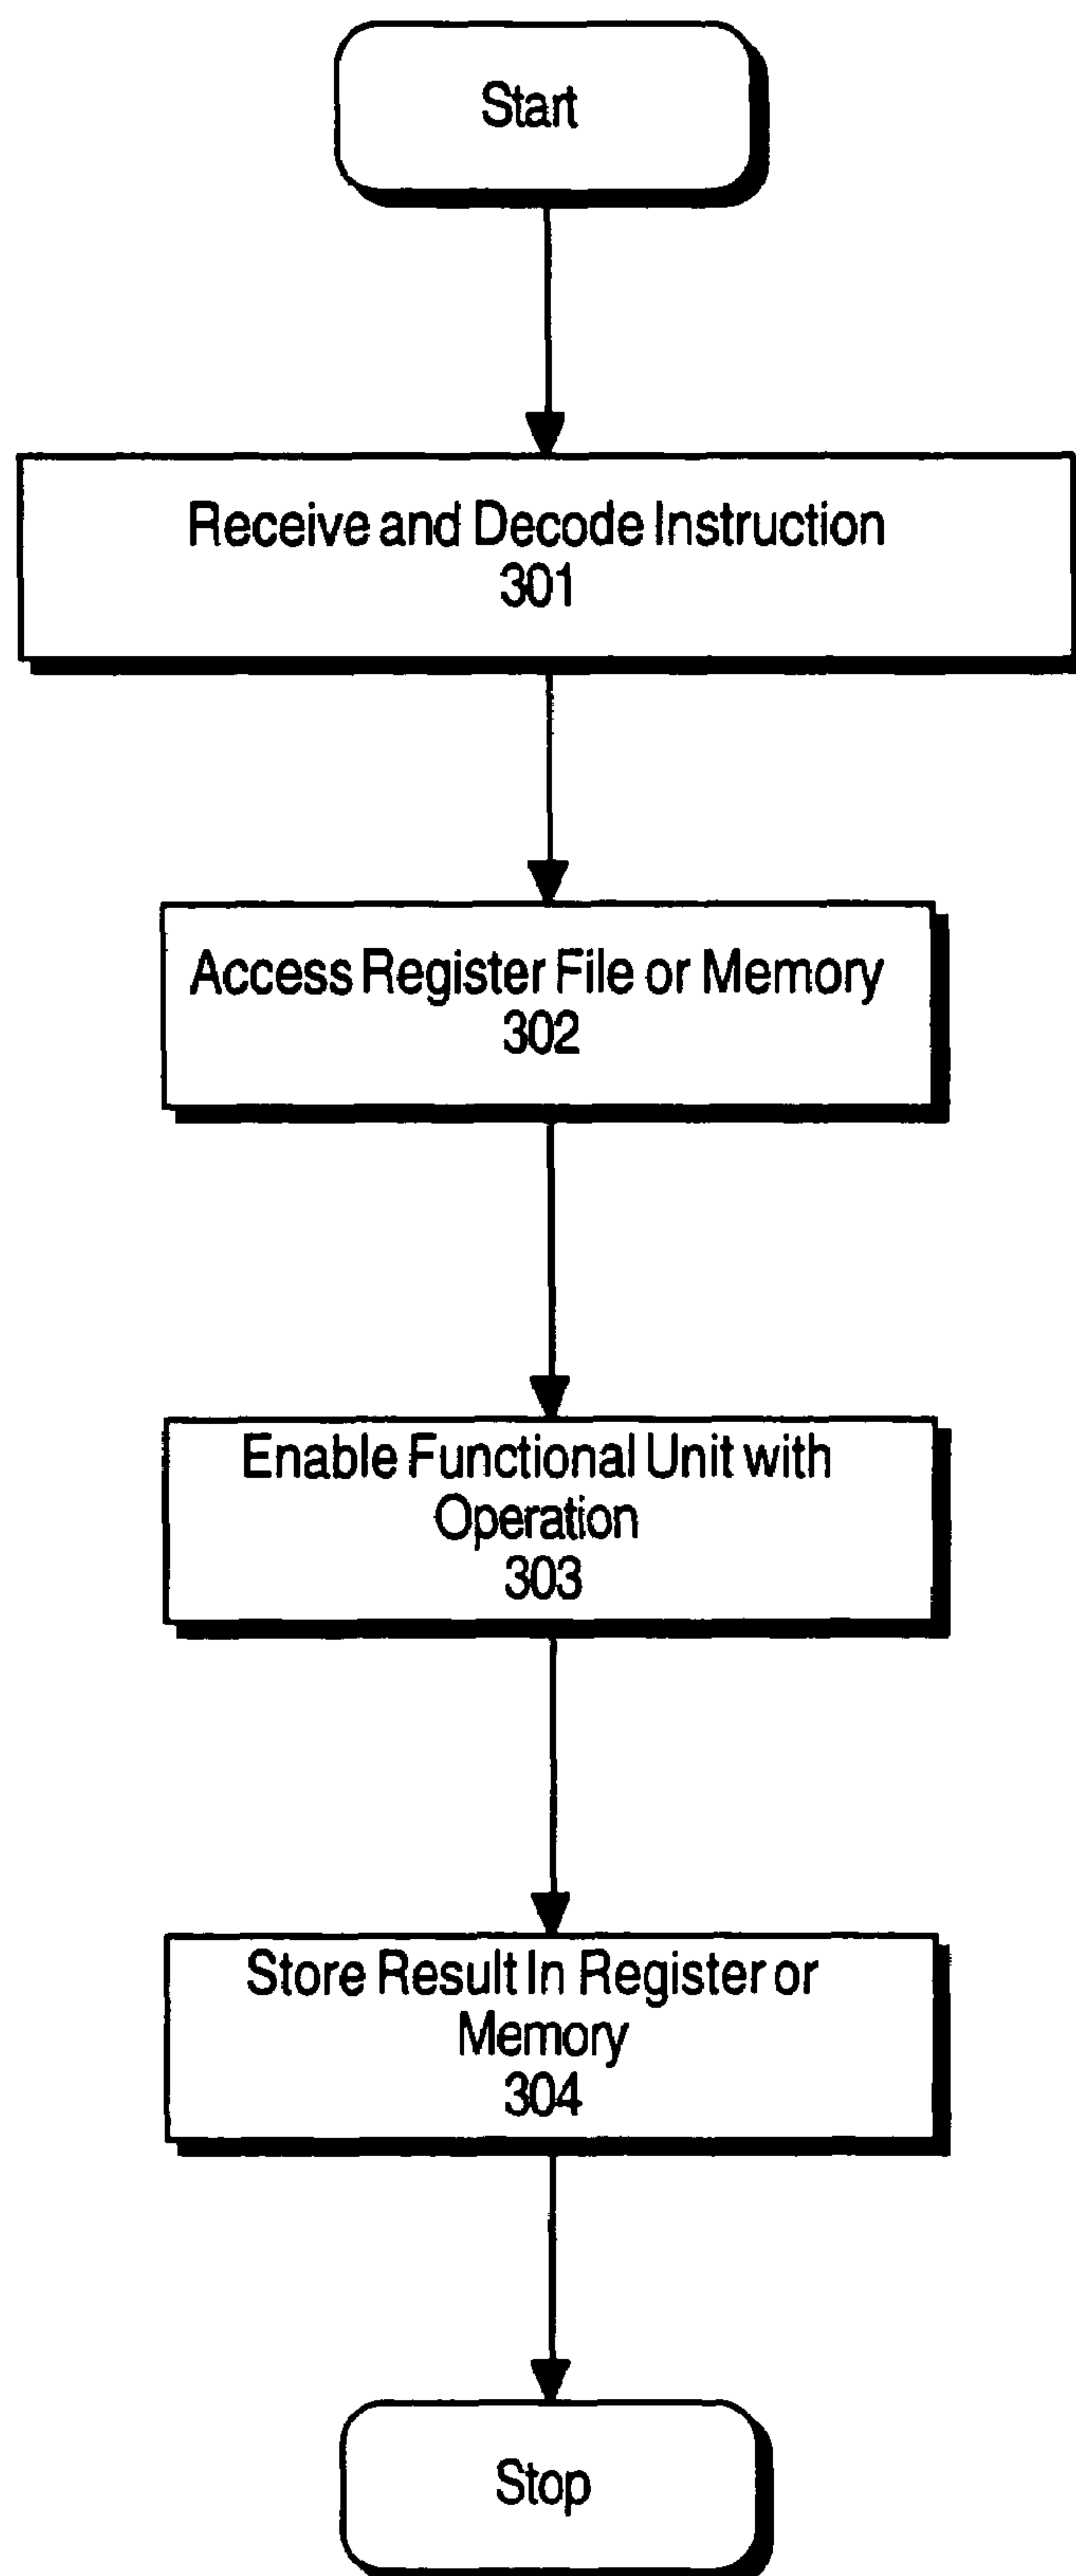 Start
Receive and Decode Instruction
301
Access Register File or Memory
302
Enable Functional Unit with
Operation
303
Store Result In Register or
Memory
304
Stop